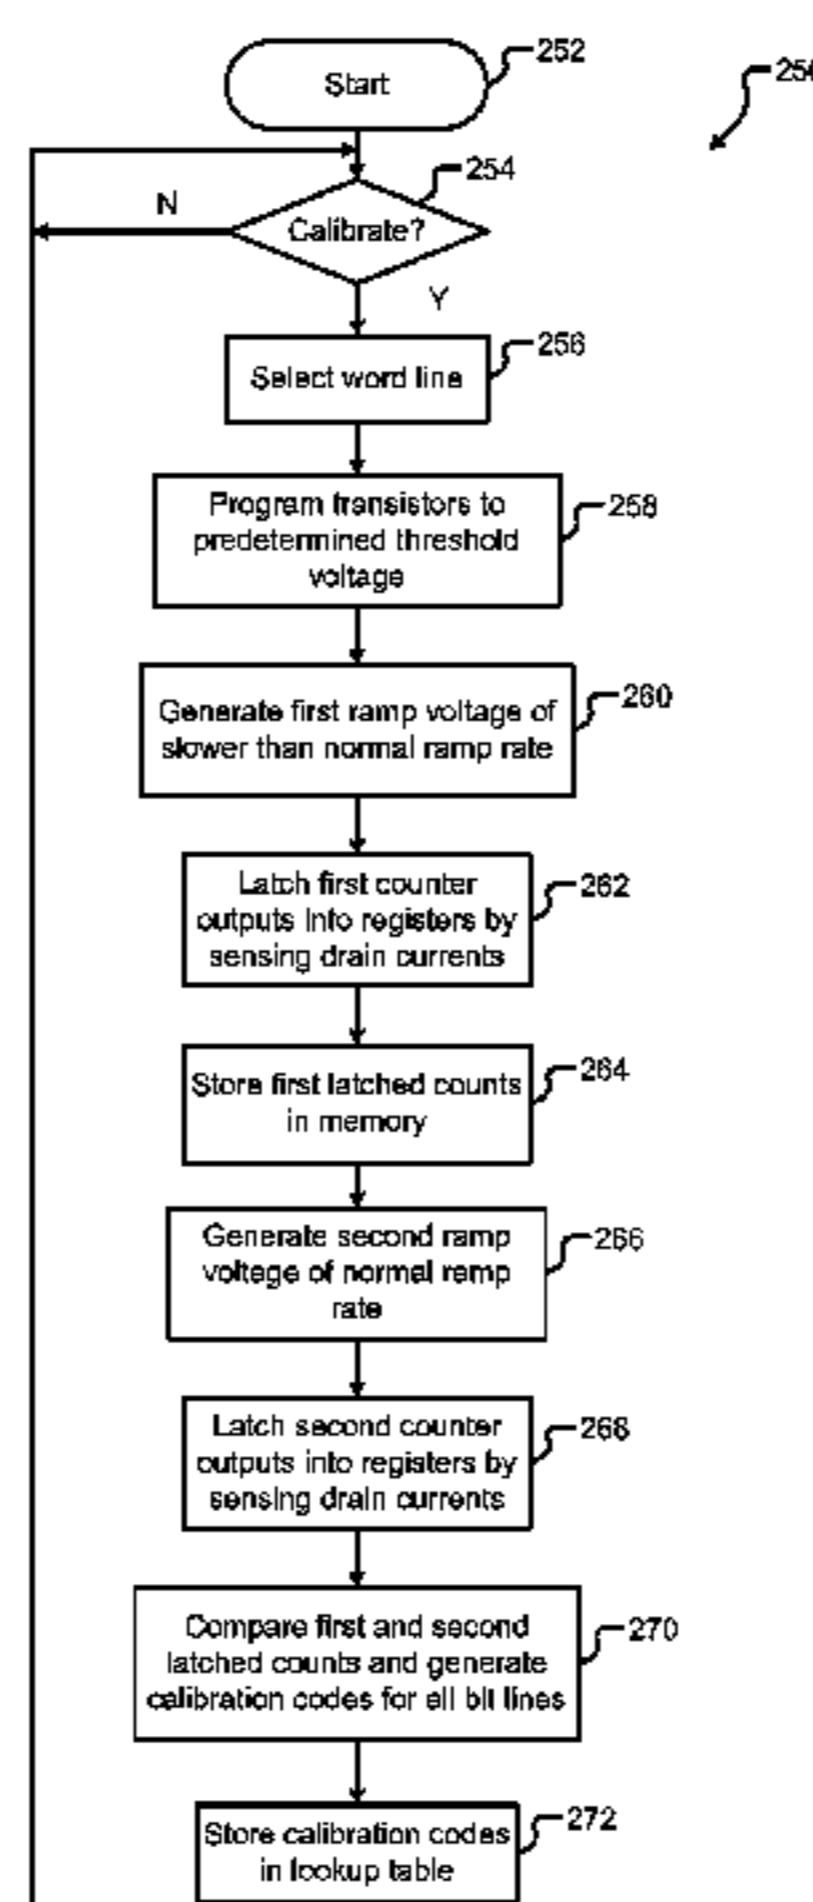 252
Start
254
N
Calibrate?
Y
256
Select word line
Program transistors to
predetermined threshold
voltage
258
Generate first ramp voltage of
slower than normal ramp rate
260
Latch first counter
outputs into registers by
sensing drain currents
262
Store first latched counts
in memory
264
Generate second ramp
voltage of normal ramp
rate
266
Latch second counter
outputs into registers by
sensing drain currents
268
Compare first and second
latched counts and generate
calibration codes for all bit lines
270
Store calibration codes
in lookup table
272